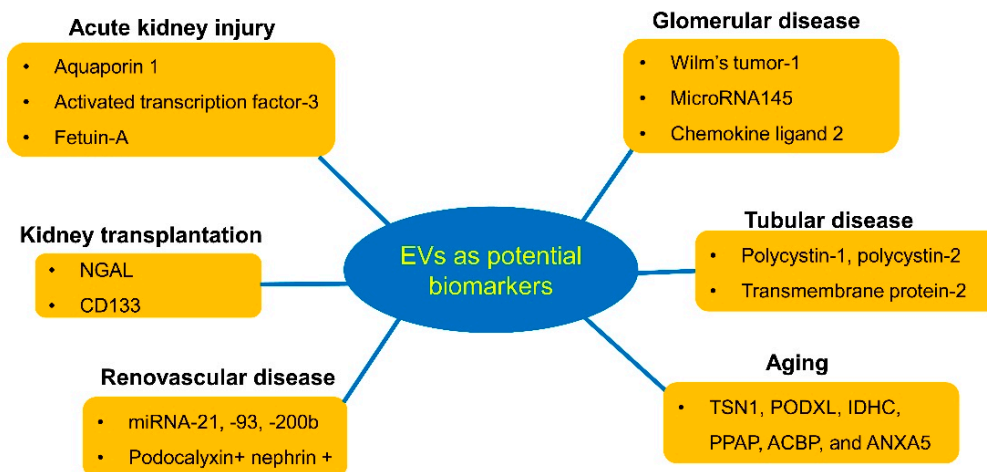 Acute kidney injury
• Aquaporin 1
• Activated transcription factor-3
• Fetuin-A
Glomerular disease
• Wilm's tumor-1
• MicroRNA145
• Chemokine ligand 2
Kidney transplantation
• NGAL
• CD133
EVs as potential
biomarkers
Tubular disease
• Polycystin-1, polycystin-2
• Transmembrane protein-2
Renovascular disease
• miRNA-21, -93, -200b
• Podocalyxin+ nephrin +
Aging
• TSN1, PODXL, IDHC,
PPAP, ACBP, and ANXA5